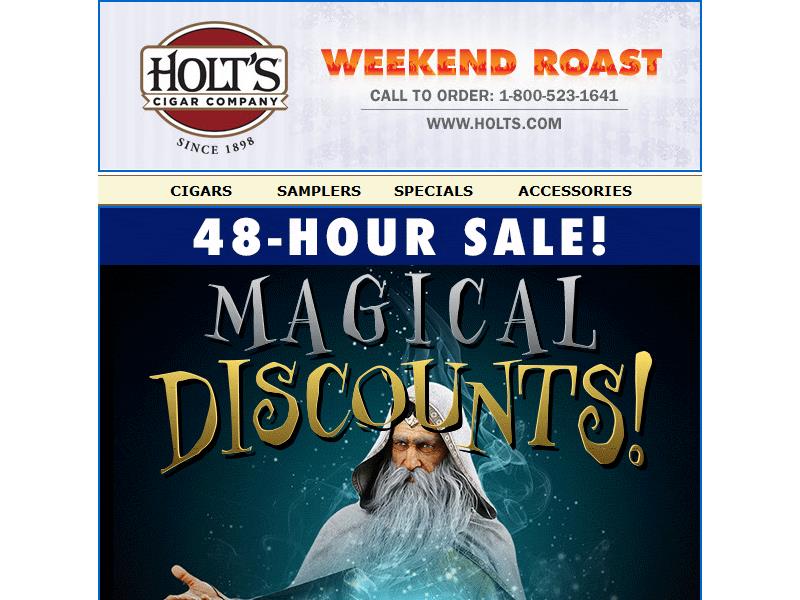 HOLT'S
CIGAR COMPANY
SINCE 1898
WEEKEND ROAST
CALL TO ORDER: 1-800-523-1641
WWW.HOLTS.COM
CIGARS SAMPLERS SPECIALS ACCESSORIES
48-HOUR SALE!
MAGICAL
DISCOUNTS!